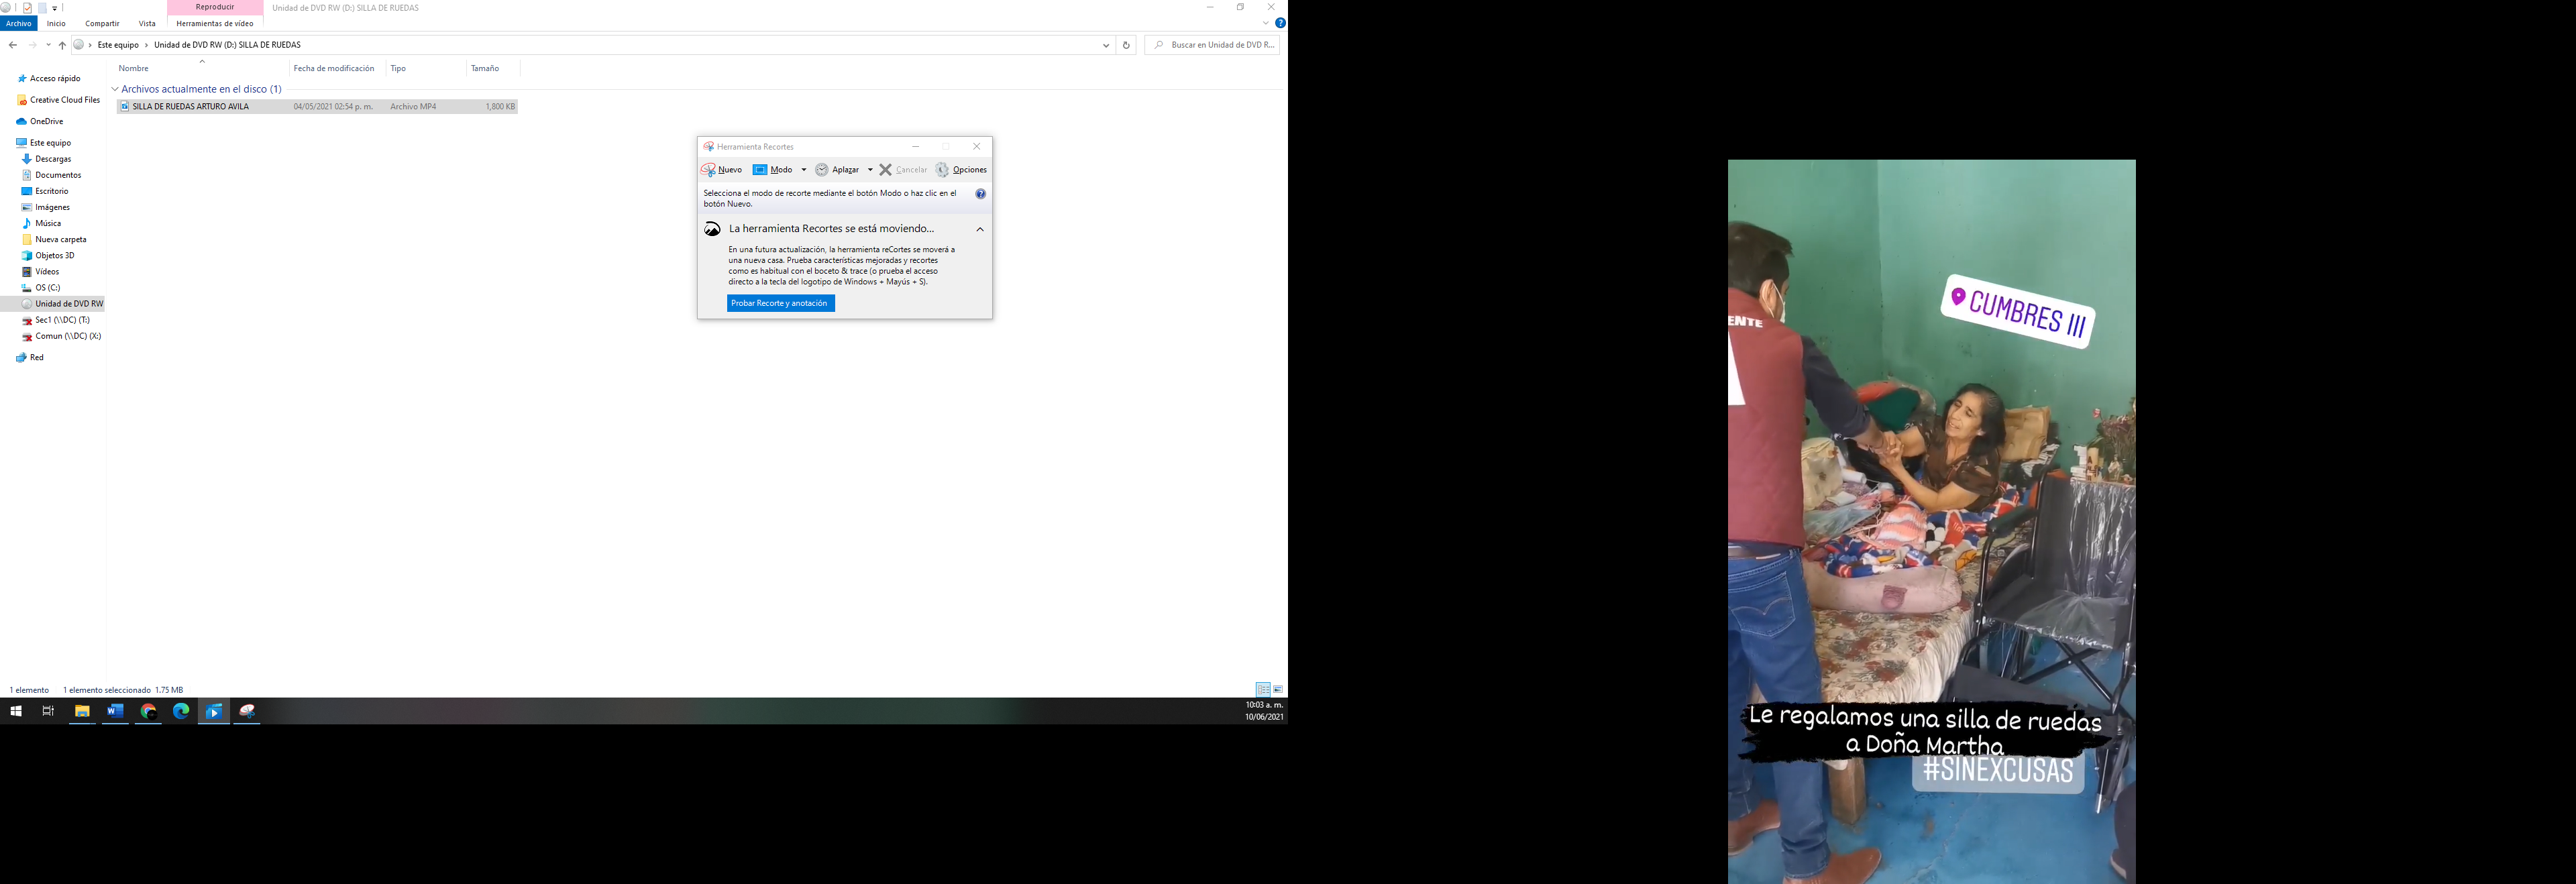 Reproducir
Unidad de DVD RW (D:) SILLA DE RUEDAS
Archivo
Inicio
Compartir
Vista
Herramientas de vídeo
Este equipo > Unidad de DVD RW (D:) SILLA DE RUEDAS
Buscar en Unidad de DVD R...
Nombre
Fecha de modificación
Tipo
Tamaño
Archivos actualmente en el disco (1)
SILLA DE RUEDAS ARTURO AVILA
04/05/2021 02:54 p. m.
Archivo MP4
1,800 KB
Acceso rápido
Creative Cloud Files
OneDrive
Este equipo
Descargas
Documentos
Escritorio
Imágenes
Música
Nueva carpeta
Objetos 3D
Vídeos
OS (C:)
Unidad de DVD RW
Sec1 (\\DC) (T:)
Comun (\\DC) (X:)
Red
Herramienta Recortes
Nuevo
Modo
Aplazar
Cancelar
Opciones
Selecciona el modo de recorte mediante el botón Modo o haz clic en el
botón Nuevo.
La herramienta Recortes se está moviendo...
En una futura actualización, la herramienta reCortes se moverá a
una nueva casa. Prueba características mejoradas y recortes
como es habitual con el boceto & trace (o prueba el acceso
directo a la tecla del logotipo de Windows + Mayús + S).
Probar Recorte y anotación
1 elemento
1 elemento seleccionado 1.75 MB
10:03 a. m.
10/06/2021
CUMBRES III
ENTE
Le regalamos una silla de ruedas
a Doña Martha
#SINEXCUSAS